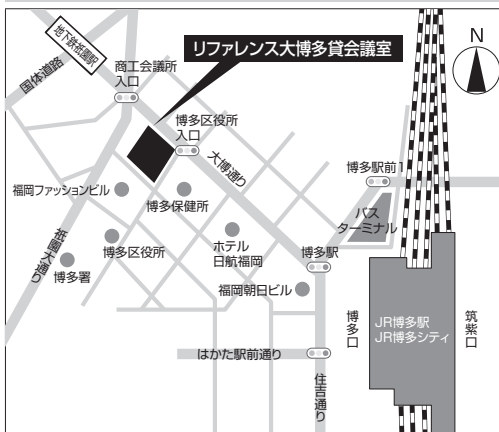 リファレンス大博多貸会議室
N
地下鉄祇園駅
国体道路
商工会議所
入口
博多区役所
入口
大博通り
博多駅前1
福岡ファッションビル
博多保健所
バス
ターミナル
祇園大通り
博多署
博多区役所
ホテル
日航福岡
博多駅
福岡朝日ビル
博多口
JR博多駅
JR博多シティ
筑紫口
はかた駅前通り
住吉通り